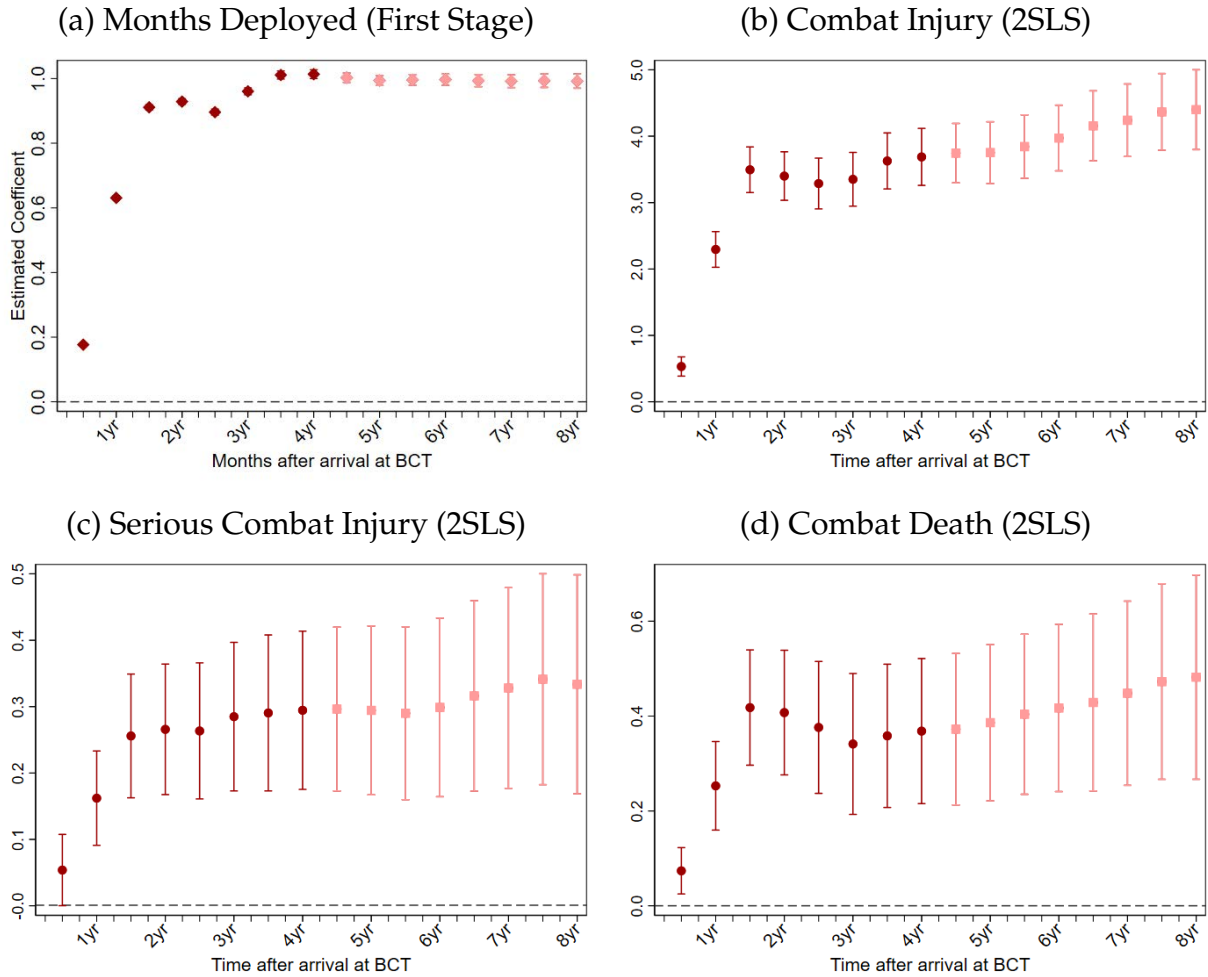 (a) Months Deployed (First Stage)
Estimated Coefficent
0.0
0.2
0.4
0.6
0.8
1.0
1yr
2yr
3yr
4yr
5yr
6yr
7yr
8yr
Months after arrival at BCT
(b) Combat Injury (2SLS)
0.0
1.0
2.0
3.0
4.0
5.0
1yr
2yr
3yr
4yr
5yr
6yr
7yr
8yr
Time after arrival at BCT
(c) Serious Combat Injury (2SLS)
-0.0
0.1
0.2
0.3
0.4
0.5
1yr
2yr
3yr
4yr
5yr
6yr
7yr
8yr
Time after arrival at BCT
(d) Combat Death (2SLS)
0.0
0.2
0.4
0.6
1yr
2yr
3yr
4yr
5yr
6yr
7yr
8yr
Time after arrival at BCT